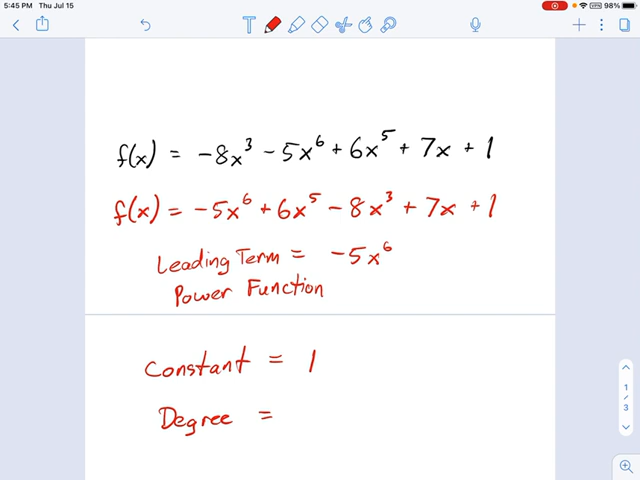 5:45 PM Thu Jul 15
98%
f(x) = -8x³ - 5x⁶ + 6x⁵ + 7x + 1
f(x) = -5x⁶ + 6x⁵ - 8x³ + 7x + 1
Leading Term = -5x⁶
Power Function
Constant = 1
Degree =
1
/
3